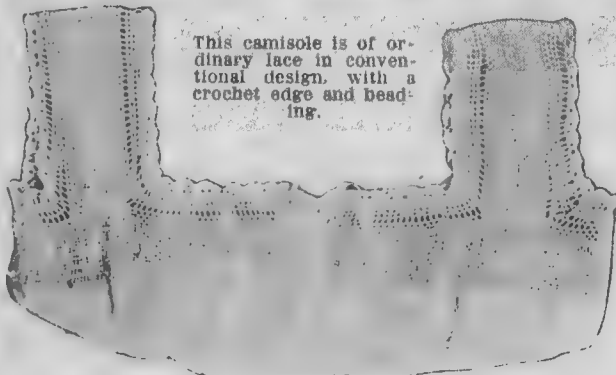 This camisole is of or-
dinary lace in conven-
tional design, with a
crochet edge and bead-
ing.